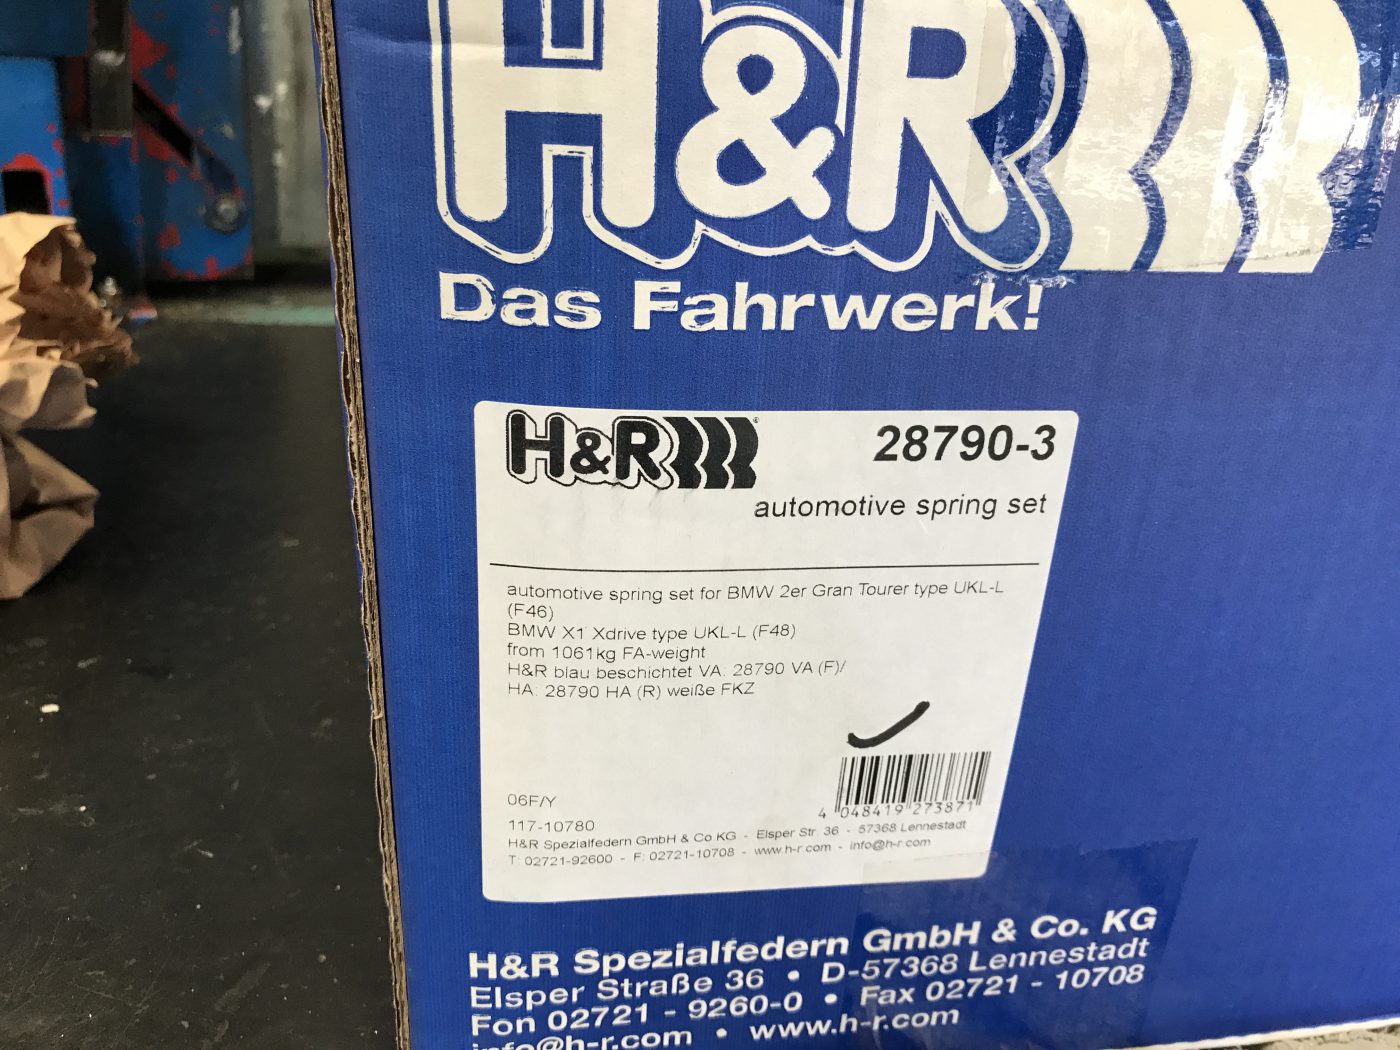 H&R
Das Fahrwerk!
H&R
28790-3
automotive spring set
automotive spring set for BMW 2er Gran Tourer type UKL-L
(F46)
BMW X1 Xdrive type UKL-L (F48)
from 1061kg FA-weight
H&R blau beschichtet VA: 28790 VA (F)/
HA: 28790 HA (R) weiße FKZ
06F/Y
4 048419 273871
117-10780
H&R Spezialfedern GmbH & Co KG - Elsper Str. 36 - 57368 Lennestadt
T: 02721-92600 - F: 02721-10708 - www.h-r.com - info@h-r.com
H&R Spezialfedern GmbH & Co. KG
Elsper Straße 36 • D-57368 Lennestadt
Fon 02721 - 9260-0 • Fax 02721 - 10708
info@h-r.com • www.h-r.com